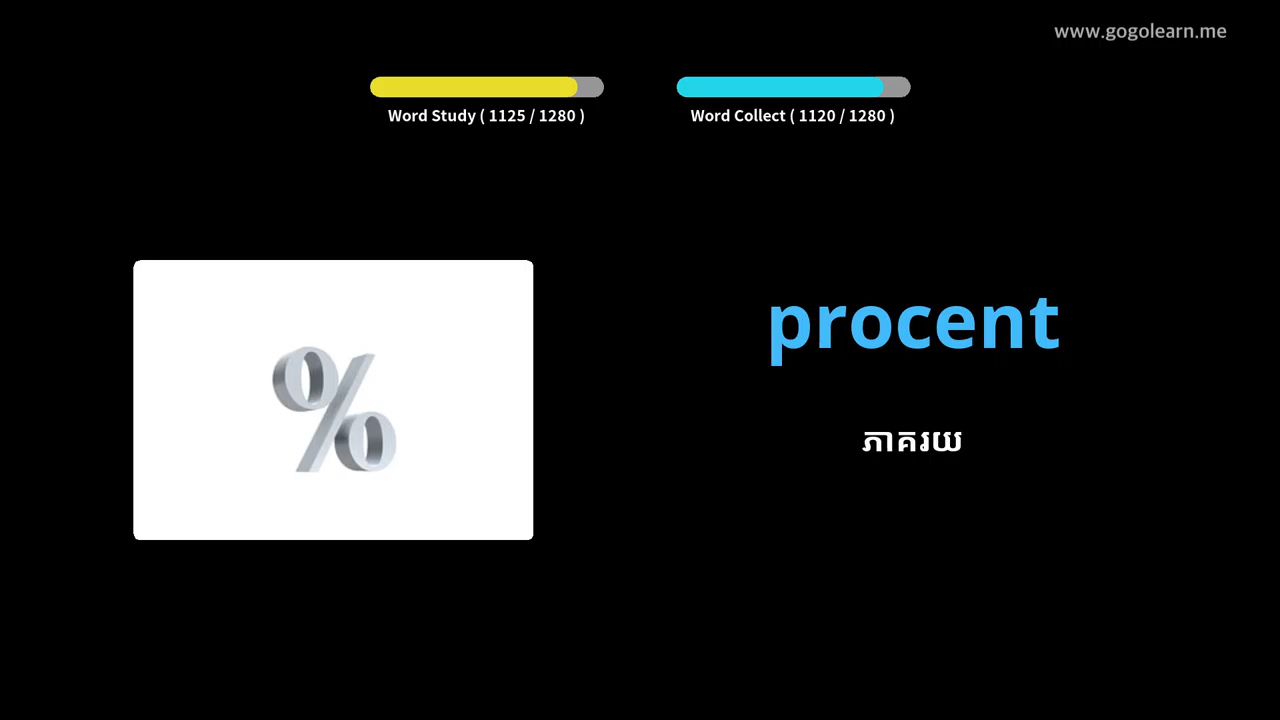 www.gogolearn.me
Word Study ( 1125 / 1280 )
Word Collect ( 1120 / 1280 )
%
procent
ភាគរយ